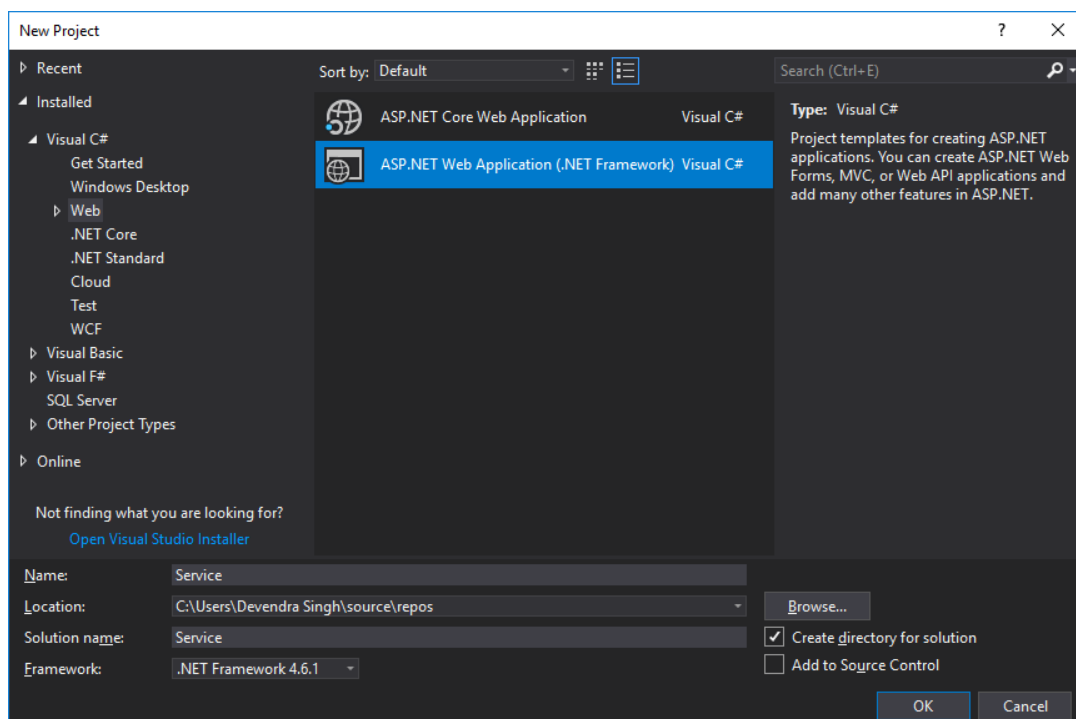 New Project
?
Recent
Installed
Visual C#
Get Started
Windows Desktop
Web
.NET Core
.NET Standard
Cloud
Test
WCF
Visual Basic
Visual F#
SQL Server
Other Project Types
Online
Not finding what you are looking for?
Open Visual Studio Installer
Sort by: Default
ASP.NET Core Web Application Visual C#
ASP.NET Web Application (.NET Framework) Visual C#
Search (Ctrl+E)
Type: Visual C#
Project templates for creating ASP.NET
applications. You can create ASP.NET Web
Forms, MVC, or Web API applications and
add many other features in ASP.NET.
Name: Service
Location: C:\Users\Devendra Singh\source\repos
Browse...
Solution name: Service
Create directory for solution
Framework: .NET Framework 4.6.1
Add to Source Control
OK Cancel